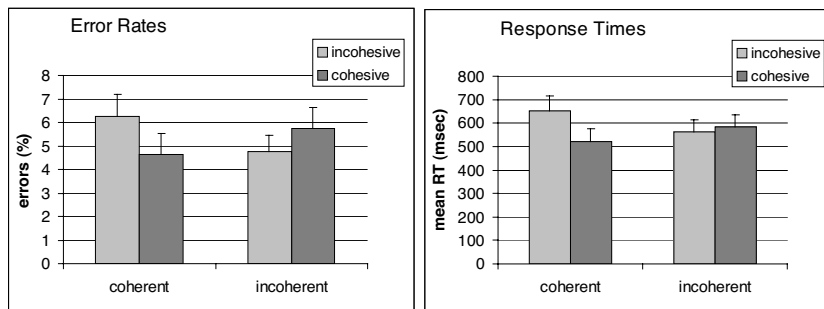 Error Rates
incohesive
cohesive
8
7
6
5
4
3
2
1
0
errors (%)
coherent
incoherent
Response Times
incohesive
cohesive
800
700
600
500
400
300
200
100
0
mean RT (msec)
coherent
incoherent